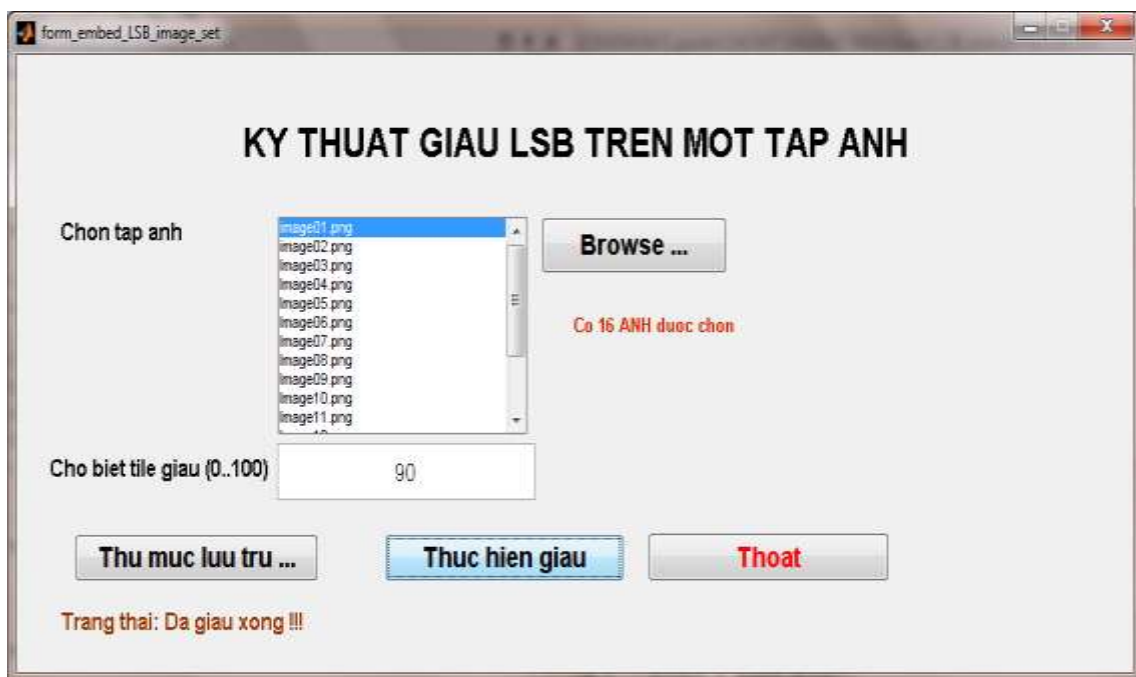 form_embed_LSB_image_set
KY THUAT GIAU LSB TREN MOT TAP ANH
Chon tap anh
image01.png
image02.png
image03.png
image04.png
image05.png
image06.png
image07.png
image08.png
image09.png
image10.png
image11.png
Browse ...
Co 16 ANH duoc chon
Cho biet tile giau (0..100)
90
Thu muc luu tru ...
Thuc hien giau
Thoat
Trang thai: Da giau xong !!!